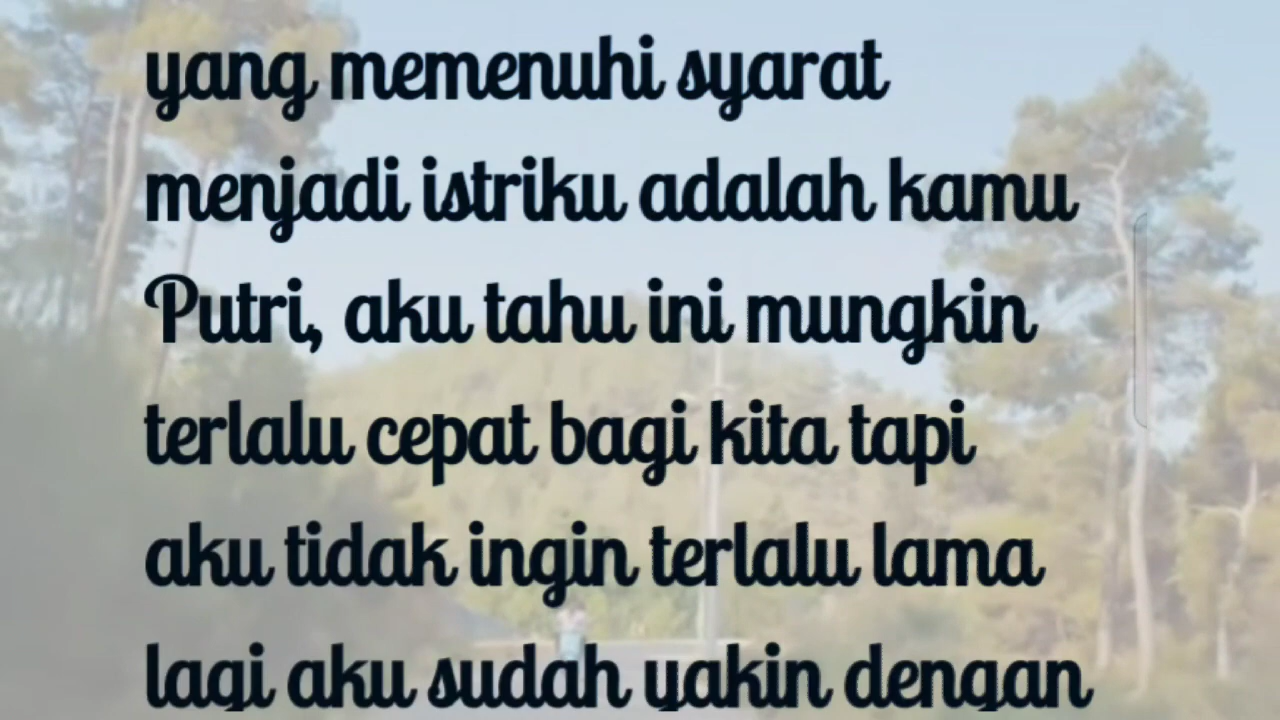 yang memenuhi syarat
menjadi istriku adalah kamu
Putri, aku tahu ini mungkin
terlalu cepat bagi kita tapi
aku tidak ingin terlalu lama
lagi aku sudah yakin dengan